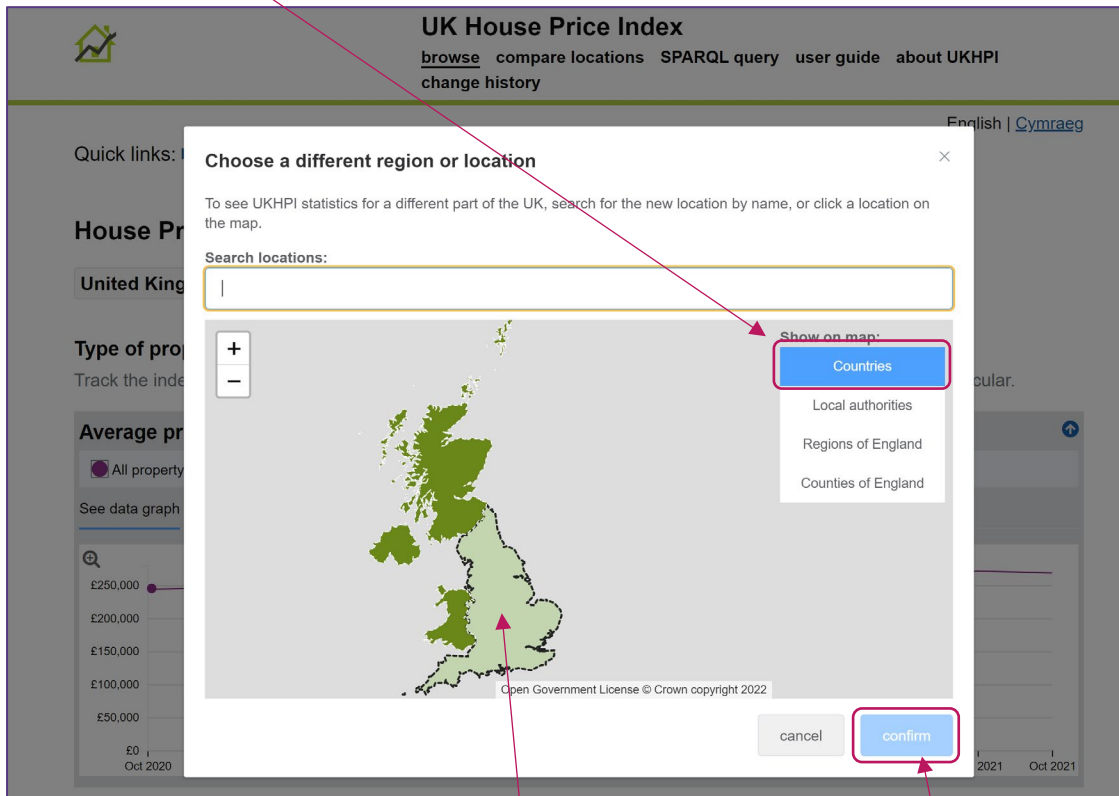 UK House Price Index
browse compare locations SPARQL query user guide about UKHPI
change history
English | Cymraeg
Quick links:
Choose a different region or location
To see UKHPI statistics for a different part of the UK, search for the new location by name, or click a location on
the map.
House Pr
Search locations:
United King
Type of prop
Track the inde
cular.
+
−
Show on map:
Countries
Local authorities
Regions of England
Counties of England
Average pr
All property
See data graph
£250,000
£200,000
£150,000
£100,000
£50,000
£0
Oct 2020
Open Government License © Crown copyright 2022
cancel
confirm
2021
Oct 2021